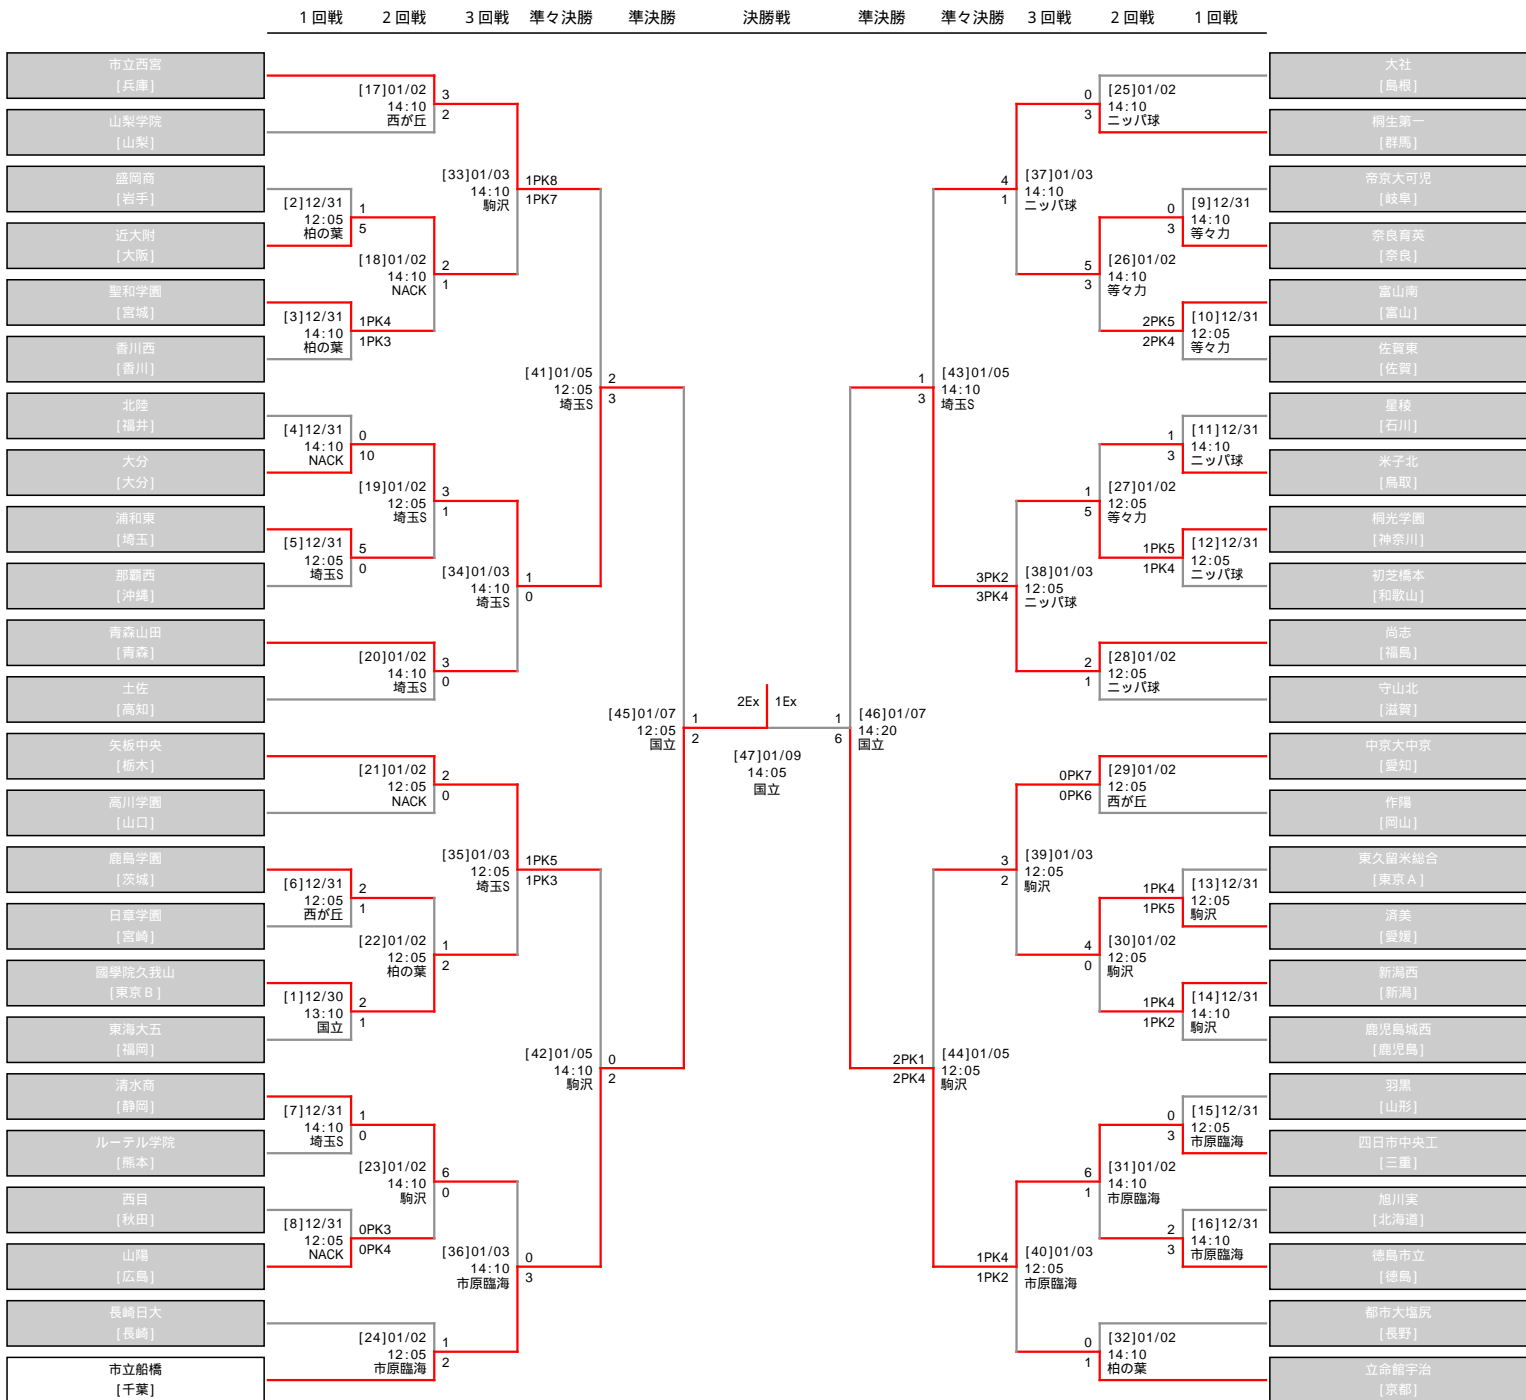 1回戦 2回戦 3回戦 準々決勝 準決勝 決勝戦 準決勝 準々決勝 3回戦 2回戦 1回戦
市立西宮
[兵庫]
山梨学院
[山梨]
盛岡商
[岩手]
近大附
[大阪]
聖和学園
[宮城]
香川西
[香川]
北陸
[福井]
大分
[大分]
浦和東
[埼玉]
那覇西
[沖縄]
青森山田
[青森]
土佐
[高知]
矢板中央
[栃木]
高川学園
[山口]
鹿島学園
[茨城]
日章学園
[宮崎]
國學院久我山
[東京B]
東海大五
[福岡]
清水商
[静岡]
ルーテル学院
[熊本]
西目
[秋田]
山陽
[広島]
長崎日大
[長崎]
市立船橋
[千葉]
[2]12/31
12:05
柏の葉
1
5
[3]12/31
14:10
柏の葉
1PK4
1PK3
[4]12/31
14:10
NACK
0
10
[5]12/31
12:05
埼玉S
5
0
[6]12/31
12:05
西が丘
2
1
[1]12/30
13:10
国立
2
1
[7]12/31
14:10
埼玉S
1
0
[8]12/31
12:05
NACK
0PK3
0PK4
[17]01/02
14:10
西が丘
3
2
[18]01/02
14:10
NACK
2
1
[19]01/02
12:05
埼玉S
3
1
[20]01/02
14:10
埼玉S
3
0
[21]01/02
12:05
NACK
2
0
[22]01/02
12:05
柏の葉
1
2
[23]01/02
14:10
駒沢
6
0
[24]01/02
12:05
市原臨海
1
2
[33]01/03
14:10
駒沢
1PK8
1PK7
[34]01/03
14:10
埼玉S
1
0
[35]01/03
12:05
埼玉S
1PK5
1PK3
[36]01/03
14:10
市原臨海
0
3
[41]01/05
12:05
埼玉S
2
3
[42]01/05
14:10
駒沢
0
2
[45]01/07
12:05
国立
1
2
2Ex 1Ex
[47]01/09
14:05
国立
1
6
[46]01/07
14:20
国立
1
3
[43]01/05
14:10
埼玉S
2PK1
2PK4
[44]01/05
12:05
駒沢
4
1
[37]01/03
14:10
ニッパ球
3PK2
3PK4
[38]01/03
12:05
ニッパ球
3
2
[39]01/03
12:05
駒沢
1PK4
1PK2
[40]01/03
12:05
市原臨海
0
3
[25]01/02
14:10
ニッパ球
5
3
[26]01/02
14:10
等々力
1
5
[27]01/02
12:05
等々力
2
1
[28]01/02
12:05
ニッパ球
0PK7
0PK6
[29]01/02
12:05
西が丘
4
0
[30]01/02
12:05
駒沢
6
1
[31]01/02
14:10
市原臨海
0
1
[32]01/02
14:10
柏の葉
0
3
[9]12/31
14:10
等々力
2PK5
2PK4
[10]12/31
12:05
等々力
1
3
[11]12/31
14:10
ニッパ球
1PK5
1PK4
[12]12/31
12:05
ニッパ球
1PK4
1PK5
[13]12/31
12:05
駒沢
1PK4
1PK2
[14]12/31
14:10
駒沢
0
3
[15]12/31
12:05
市原臨海
2
3
[16]12/31
14:10
市原臨海
大社
[島根]
桐生第一
[群馬]
帝京大可児
[岐阜]
奈良育英
[奈良]
富山南
[富山]
佐賀東
[佐賀]
星稜
[石川]
米子北
[鳥取]
桐光学園
[神奈川]
初芝橋本
[和歌山]
尚志
[福島]
守山北
[滋賀]
中京大中京
[愛知]
作陽
[岡山]
東久留米総合
[東京A]
済美
[愛媛]
新潟西
[新潟]
鹿児島城西
[鹿児島]
羽黒
[山形]
四日市中央工
[三重]
旭川実
[北海道]
徳島市立
[徳島]
都市大塩尻
[長野]
立命館宇治
[京都]